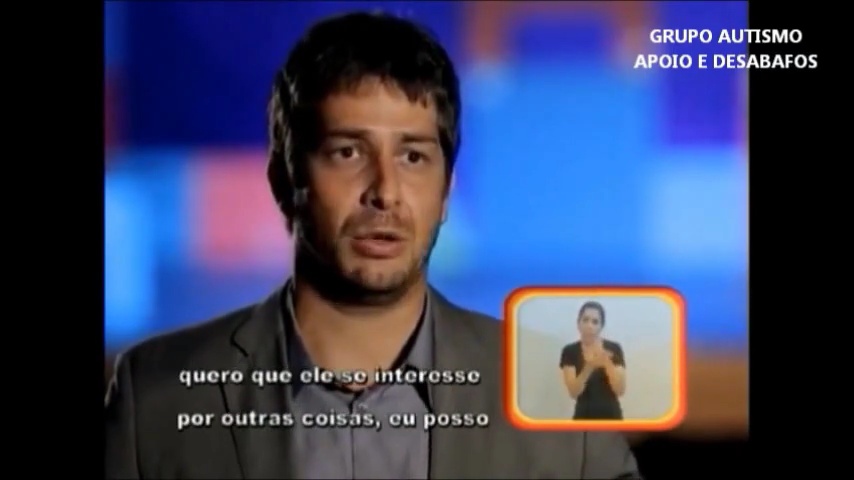 GRUPO AUTISMO
APOIO E DESABAFOS
quero que ele se interesse
por outras coisas, eu posso